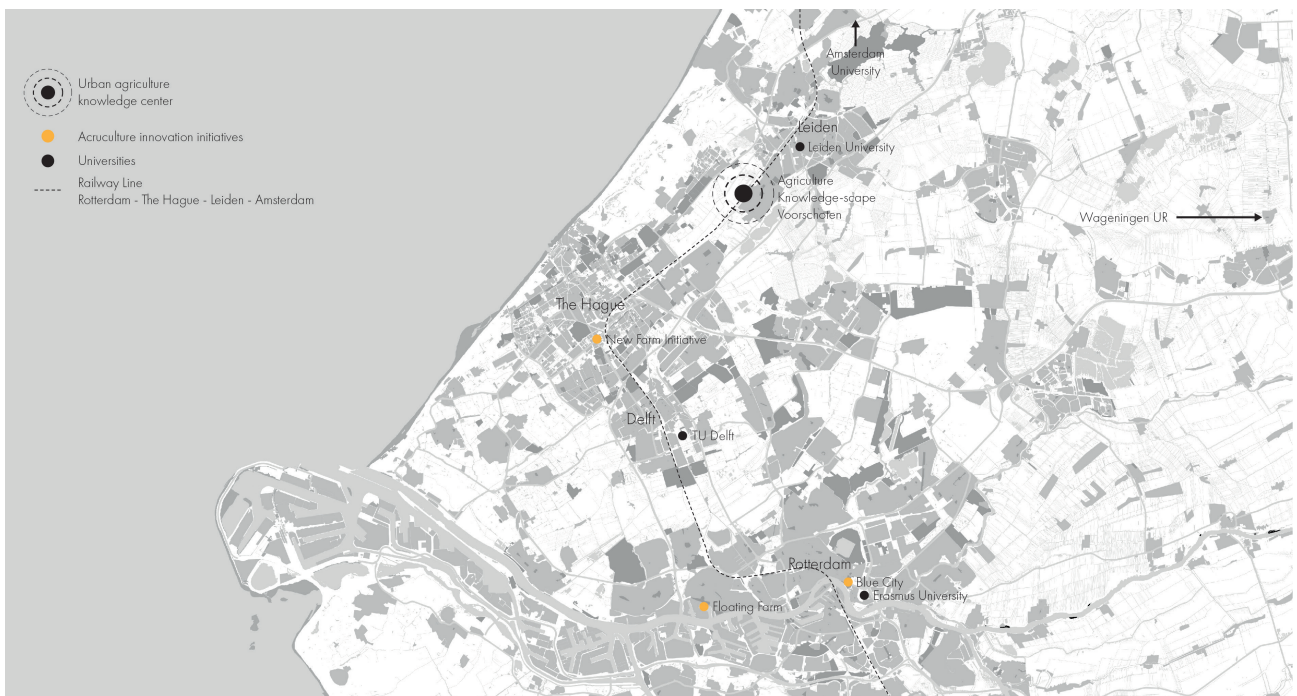 Urban agriculture
knowledge center
Acruculture innovation initiatives
Universities
Railway Line
Rotterdam - The Hague - Leiden - Amsterdam
Amsterdam
University
Leiden
Leiden University
Agriculture
Knowledge-scape
Voorschoten
Wageningen UR
The Hague
New Farm Initiative
Delft
TU Delft
Rotterdam
Blue City
Erasmus University
Floating Farm